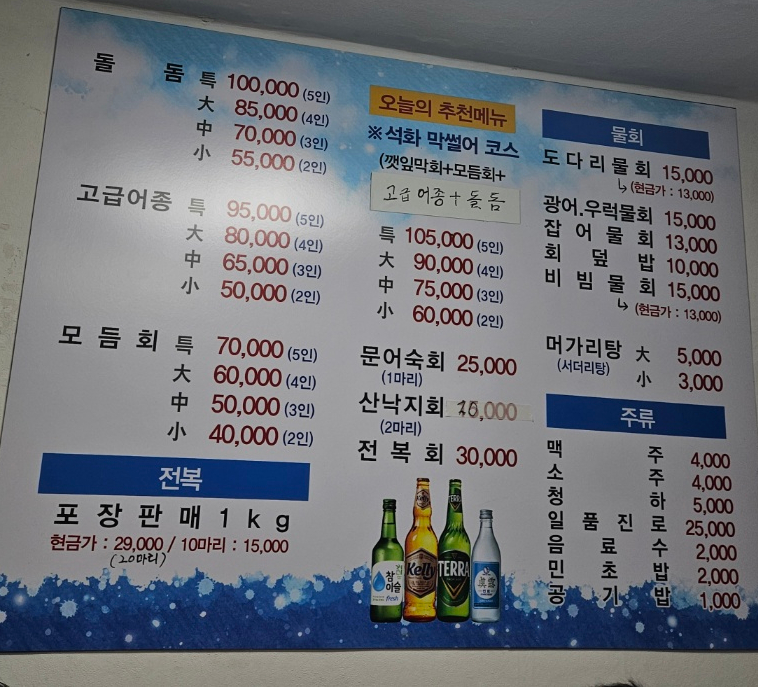 돌 돔 특 100,000 (5인)
大 85,000 (4인)
中 70,000 (3인)
小 55,000 (2인)
고급어종 특 95,000 (5인)
大 80,000 (4인)
中 65,000 (3인)
小 50,000 (2인)
모듬회 특 70,000 (5인)
大 60,000 (4인)
中 50,000 (3인)
小 40,000 (2인)
전복
포장판매 1kg
현금가 : 29,000 / 10마리 : 15,000
(20마리)
오늘의 추천메뉴
※석화 막썰어 코스
(깻잎막회+모듬회+
고급어종+돌돔
특 105,000 (5인)
大 90,000 (4인)
中 75,000 (3인)
小 60,000 (2인)
문어숙회 25,000
(1마리)
산낙지회
(2마리)
전복회 30,000
참이슬
fresh
Kelly
TERRA
물회
도다리물회 15,000
↳ (현금가 : 13,000)
광어.우럭물회 15,000
잡어물회 13,000
회덮밥 10,000
비빔물회 15,000
↳ (현금가 : 13,000)
머가리탕 大 5,000
(서더리탕) 小 3,000
주류
맥주 4,000
소주 4,000
청하 5,000
일품진로 25,000
음료수 2,000
민초밥 2,000
공기밥 1,000